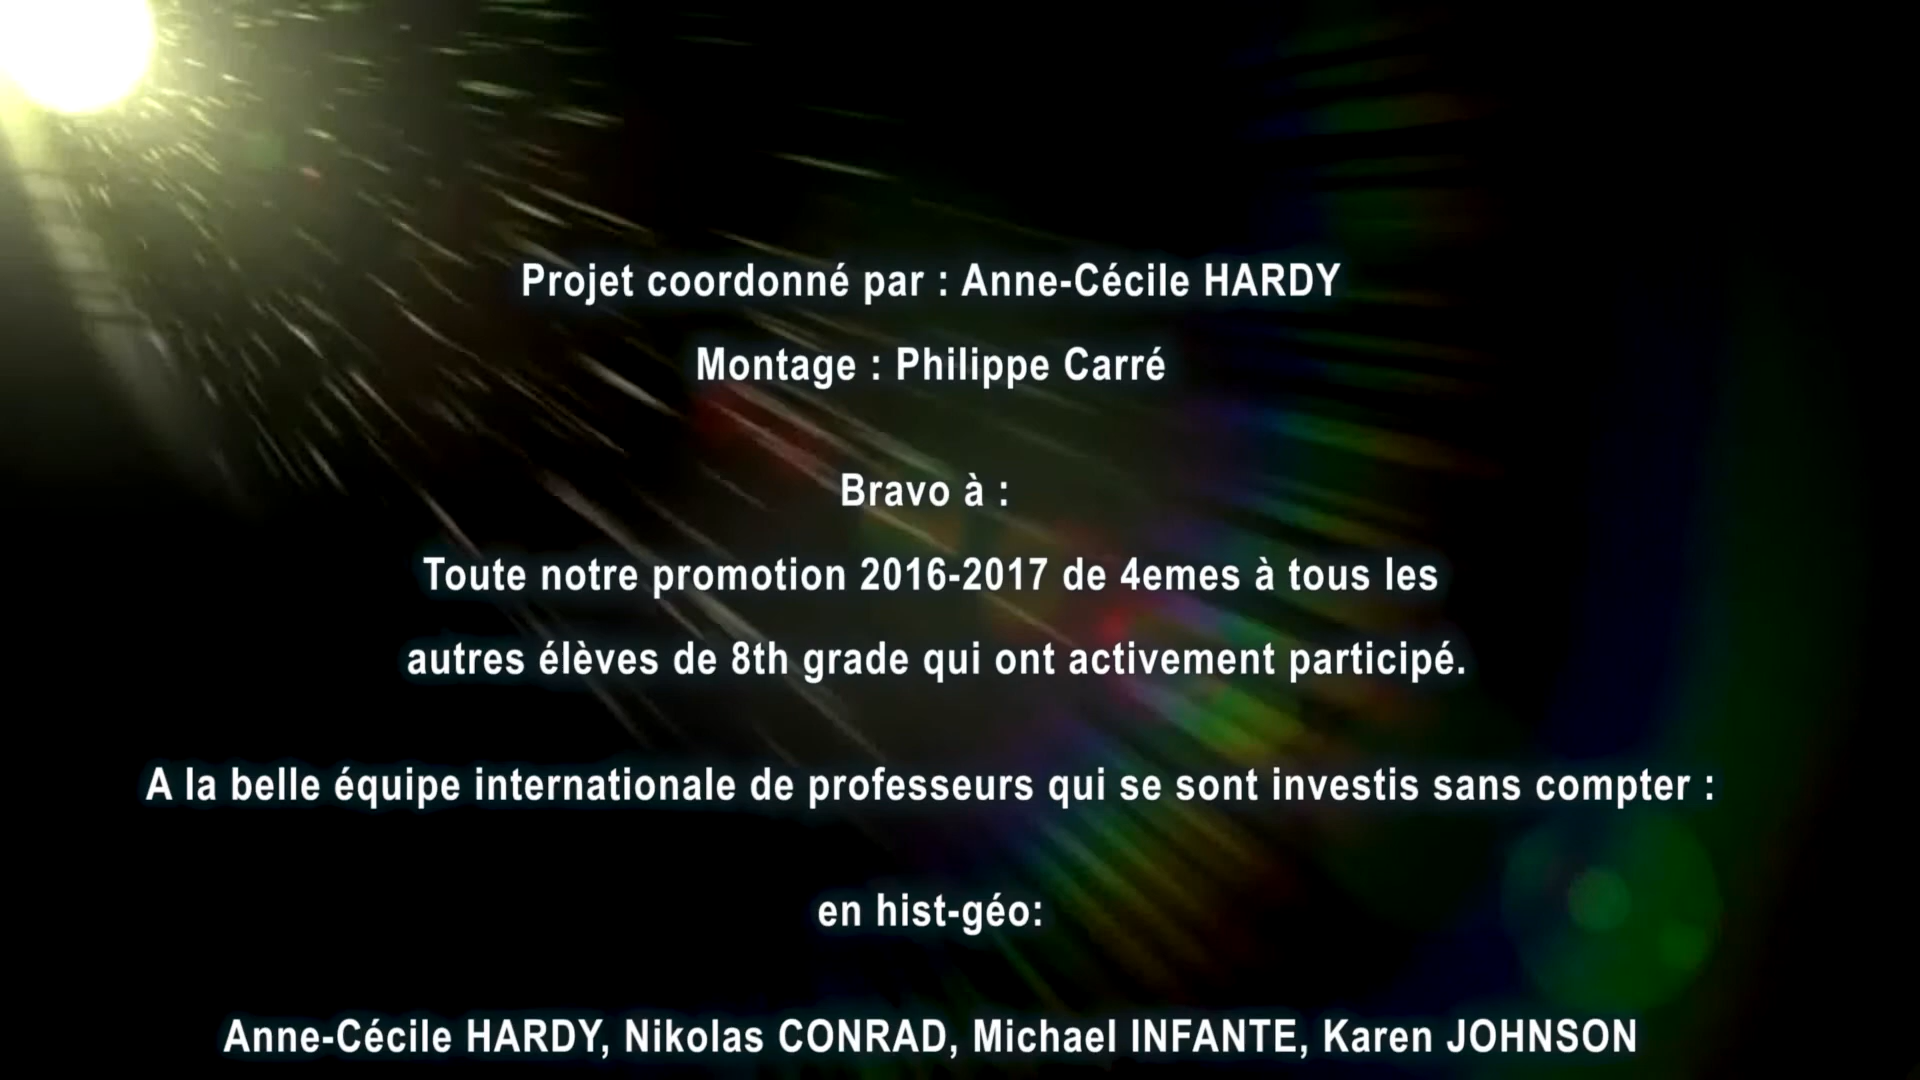 Projet coordonné par : Anne-Cécile HARDY
Montage : Philippe Carré
Bravo à :
Toute notre promotion 2016-2017 de 4emes à tous les
autres élèves de 8th grade qui ont activement participé.
A la belle équipe internationale de professeurs qui se sont investis sans compter :
en hist-géo:
Anne-Cécile HARDY, Nikolas CONRAD, Michael INFANTE, Karen JOHNSON